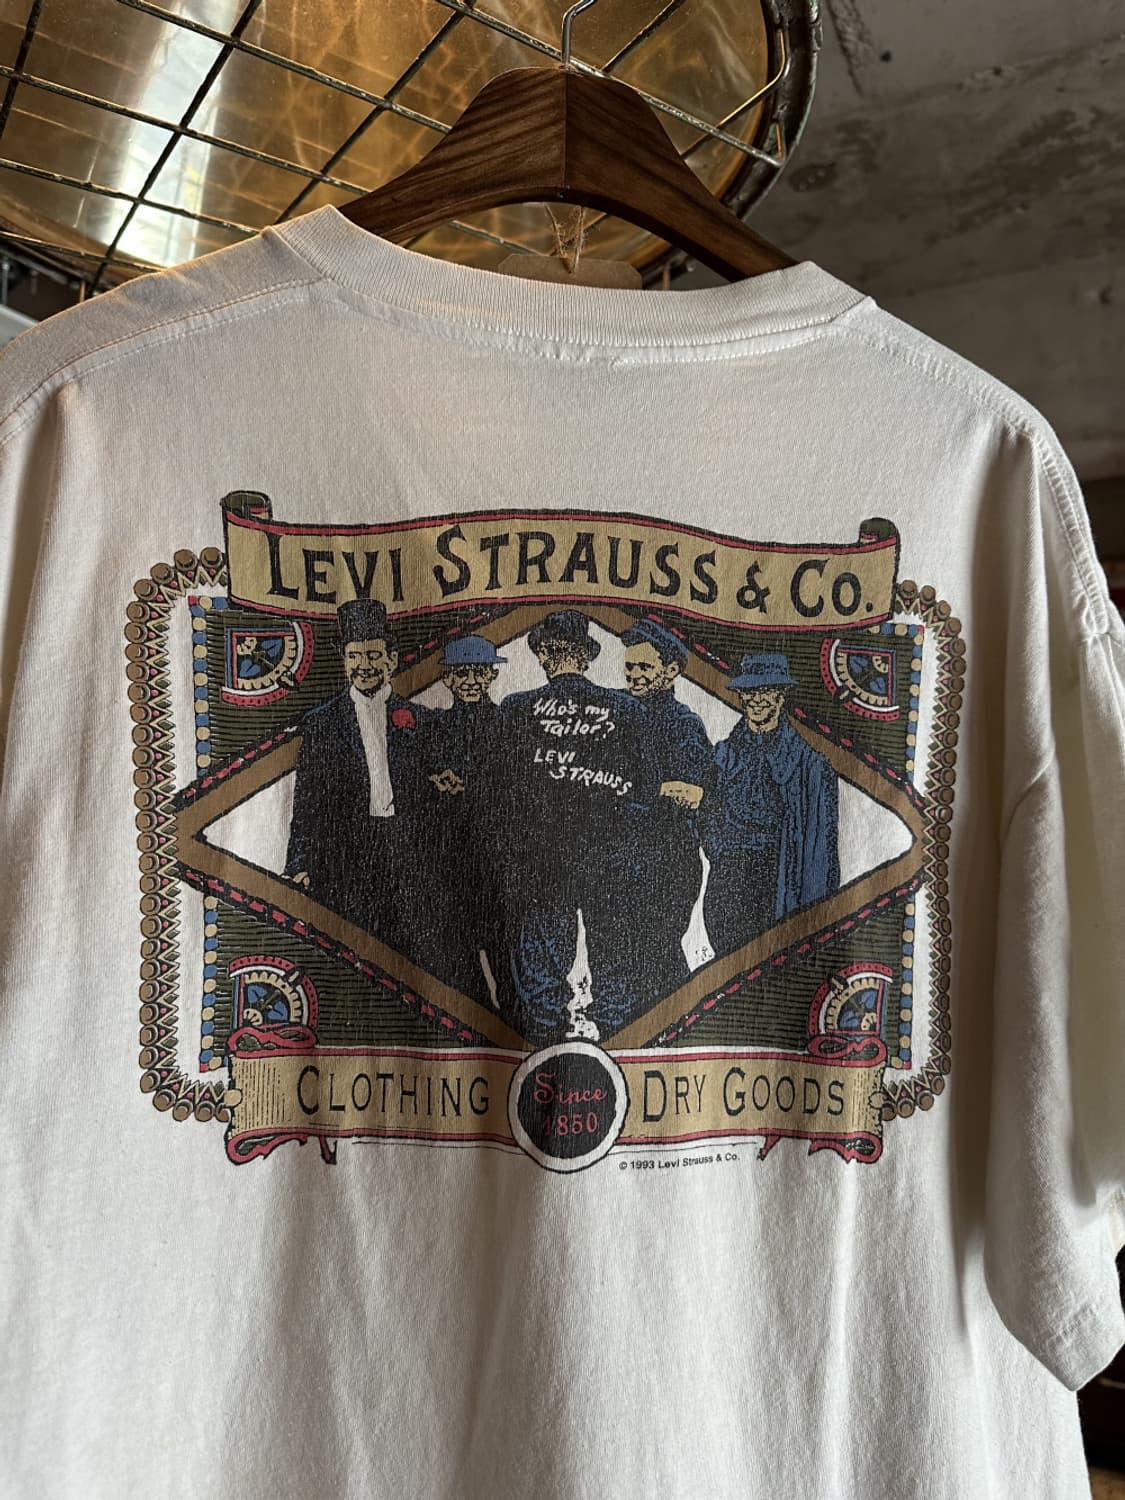 LEVI STRAUSS & CO.
Who's my
Tailor?
LEVI
STRAUSS
CLOTHING
Since
1850
DRY GOODS
© 1993 Levi Strauss & Co.